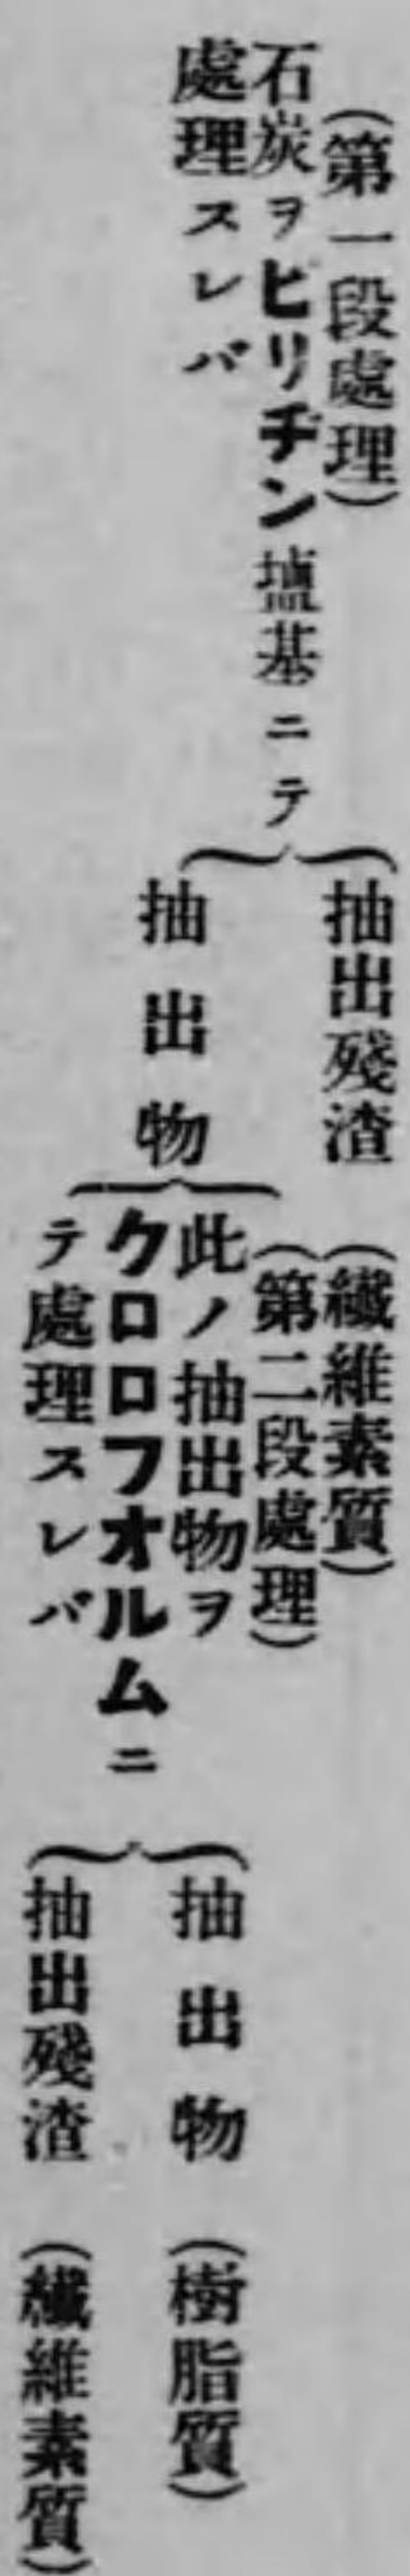 (第一段處理)
石炭ヲピリヂン塩基ニテ
處理スレバ
抽出殘渣 (繊維素質)
抽出物
(第二段處理)
此ノ抽出物ヲ
クロロフオルムニ
テ處理スレバ
抽出物 (樹脂質)
抽出殘渣 (繊維素質)